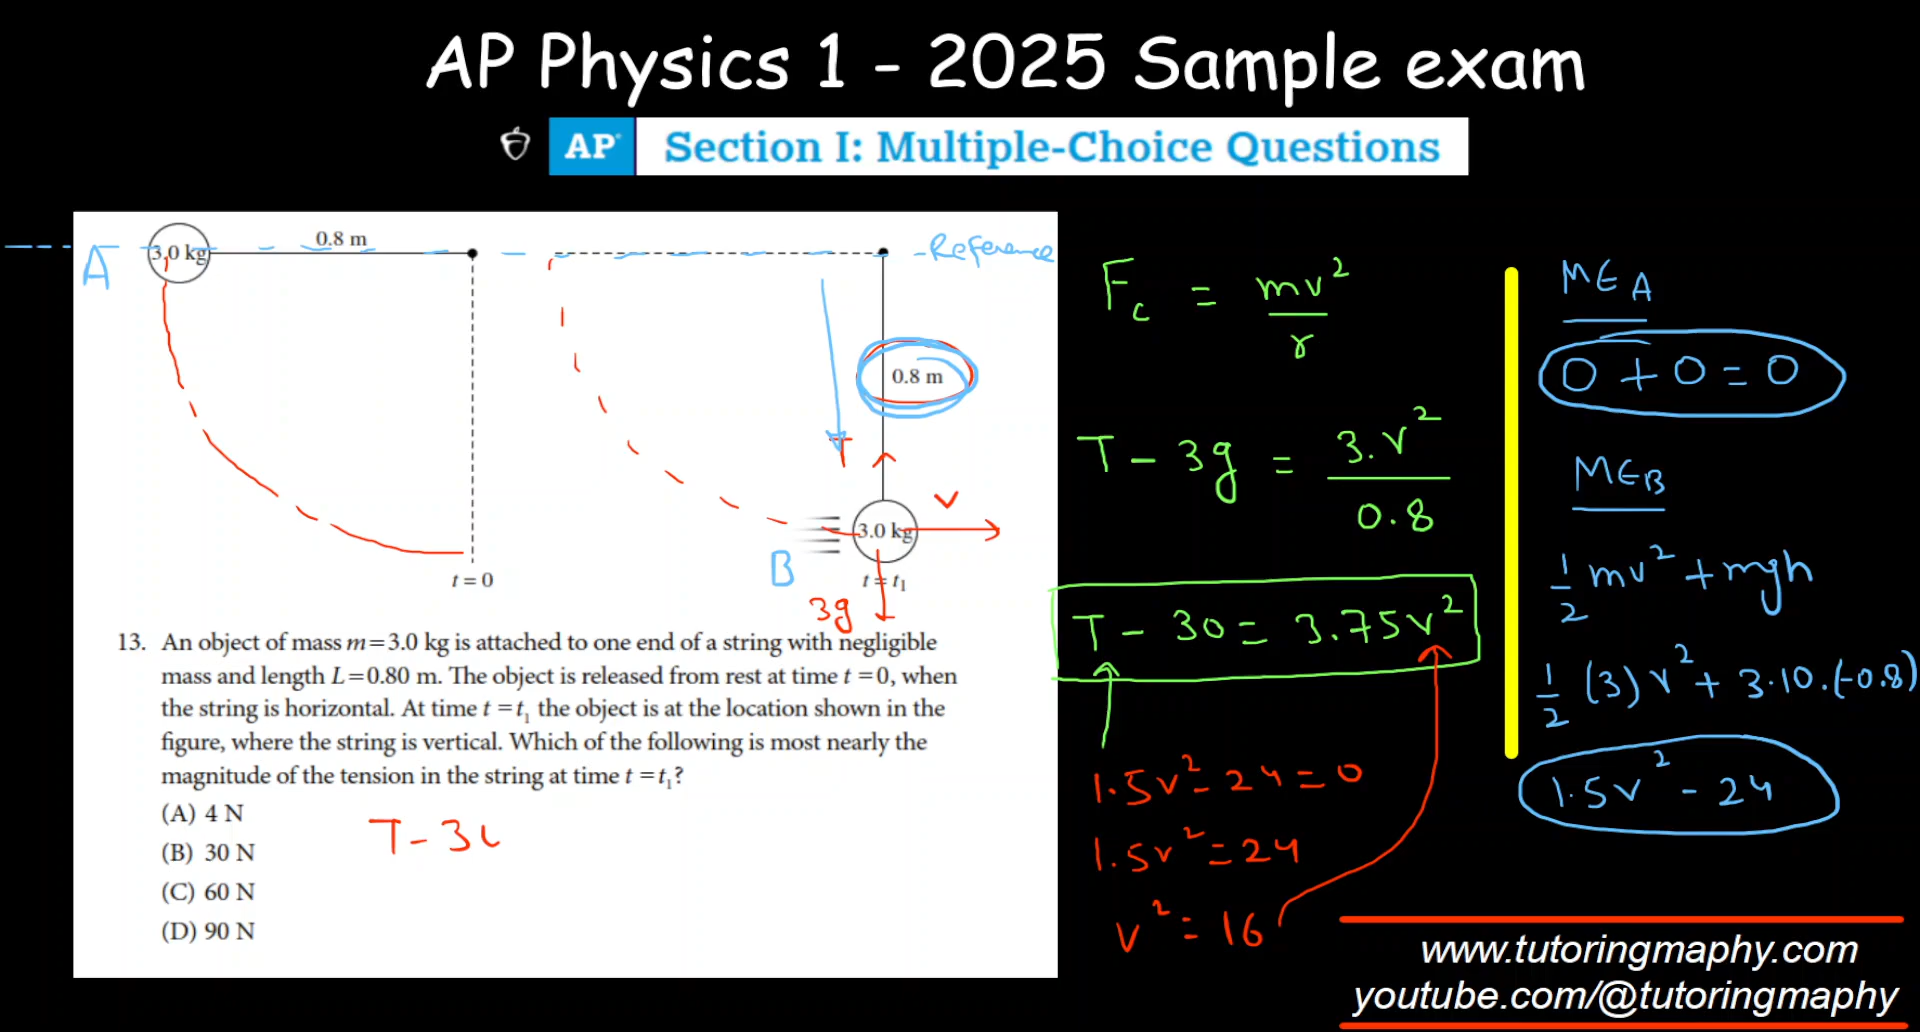 AP Physics 1 - 2025 Sample exam
AP Section I: Multiple-Choice Questions
A
3.0 kg
0.8 m
t = 0
- Reference
0.8 m
T
V
3.0 kg
B
t = t₁
3g
13. An object of mass m=3.0 kg is attached to one end of a string with negligible
mass and length L=0.80 m. The object is released from rest at time t =0, when
the string is horizontal. At time t =t₁ the object is at the location shown in the
figure, where the string is vertical. Which of the following is most nearly the
magnitude of the tension in the string at time t =t₁?
(A) 4 N
(B) 30 N
(C) 60 N
(D) 90 N
T - 3
F_c = mv²/r
T - 3g = 3.v²/0.8
T - 30 = 3.75v²
1.5v² - 24 = 0
1.5v² = 24
v² = 16
ME_A
0 + 0 = 0
ME_B
1/2 mv² + mgh
1/2 (3) v² + 3.10.(-0.8)
1.5v² - 24
www.tutoringmaphy.com
youtube.com/@tutoringmaphy